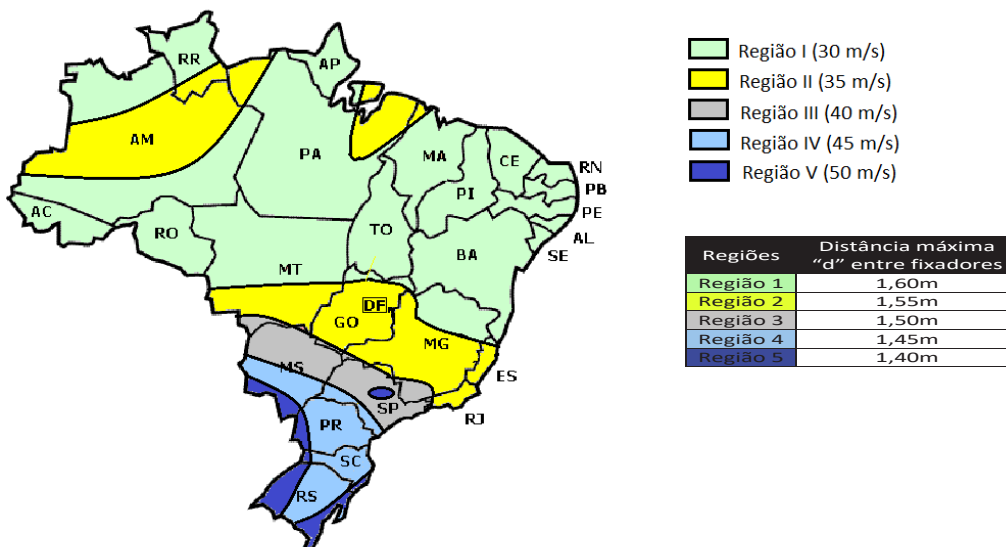 RR
AP
AM
PA
MA
CE
RN
PB
PI
PE
AC
AL
TO
RO
SE
BA
MT
DF
GO
MG
MS
ES
SP
RJ
PR
SC
RS
Região I (30 m/s)
Região II (35 m/s)
Região III (40 m/s)
Região IV (45 m/s)
Região V (50 m/s)
Regiões Distância máxima "d" entre fixadores
Região 1 1,60m
Região 2 1,55m
Região 3 1,50m
Região 4 1,45m
Região 5 1,40m